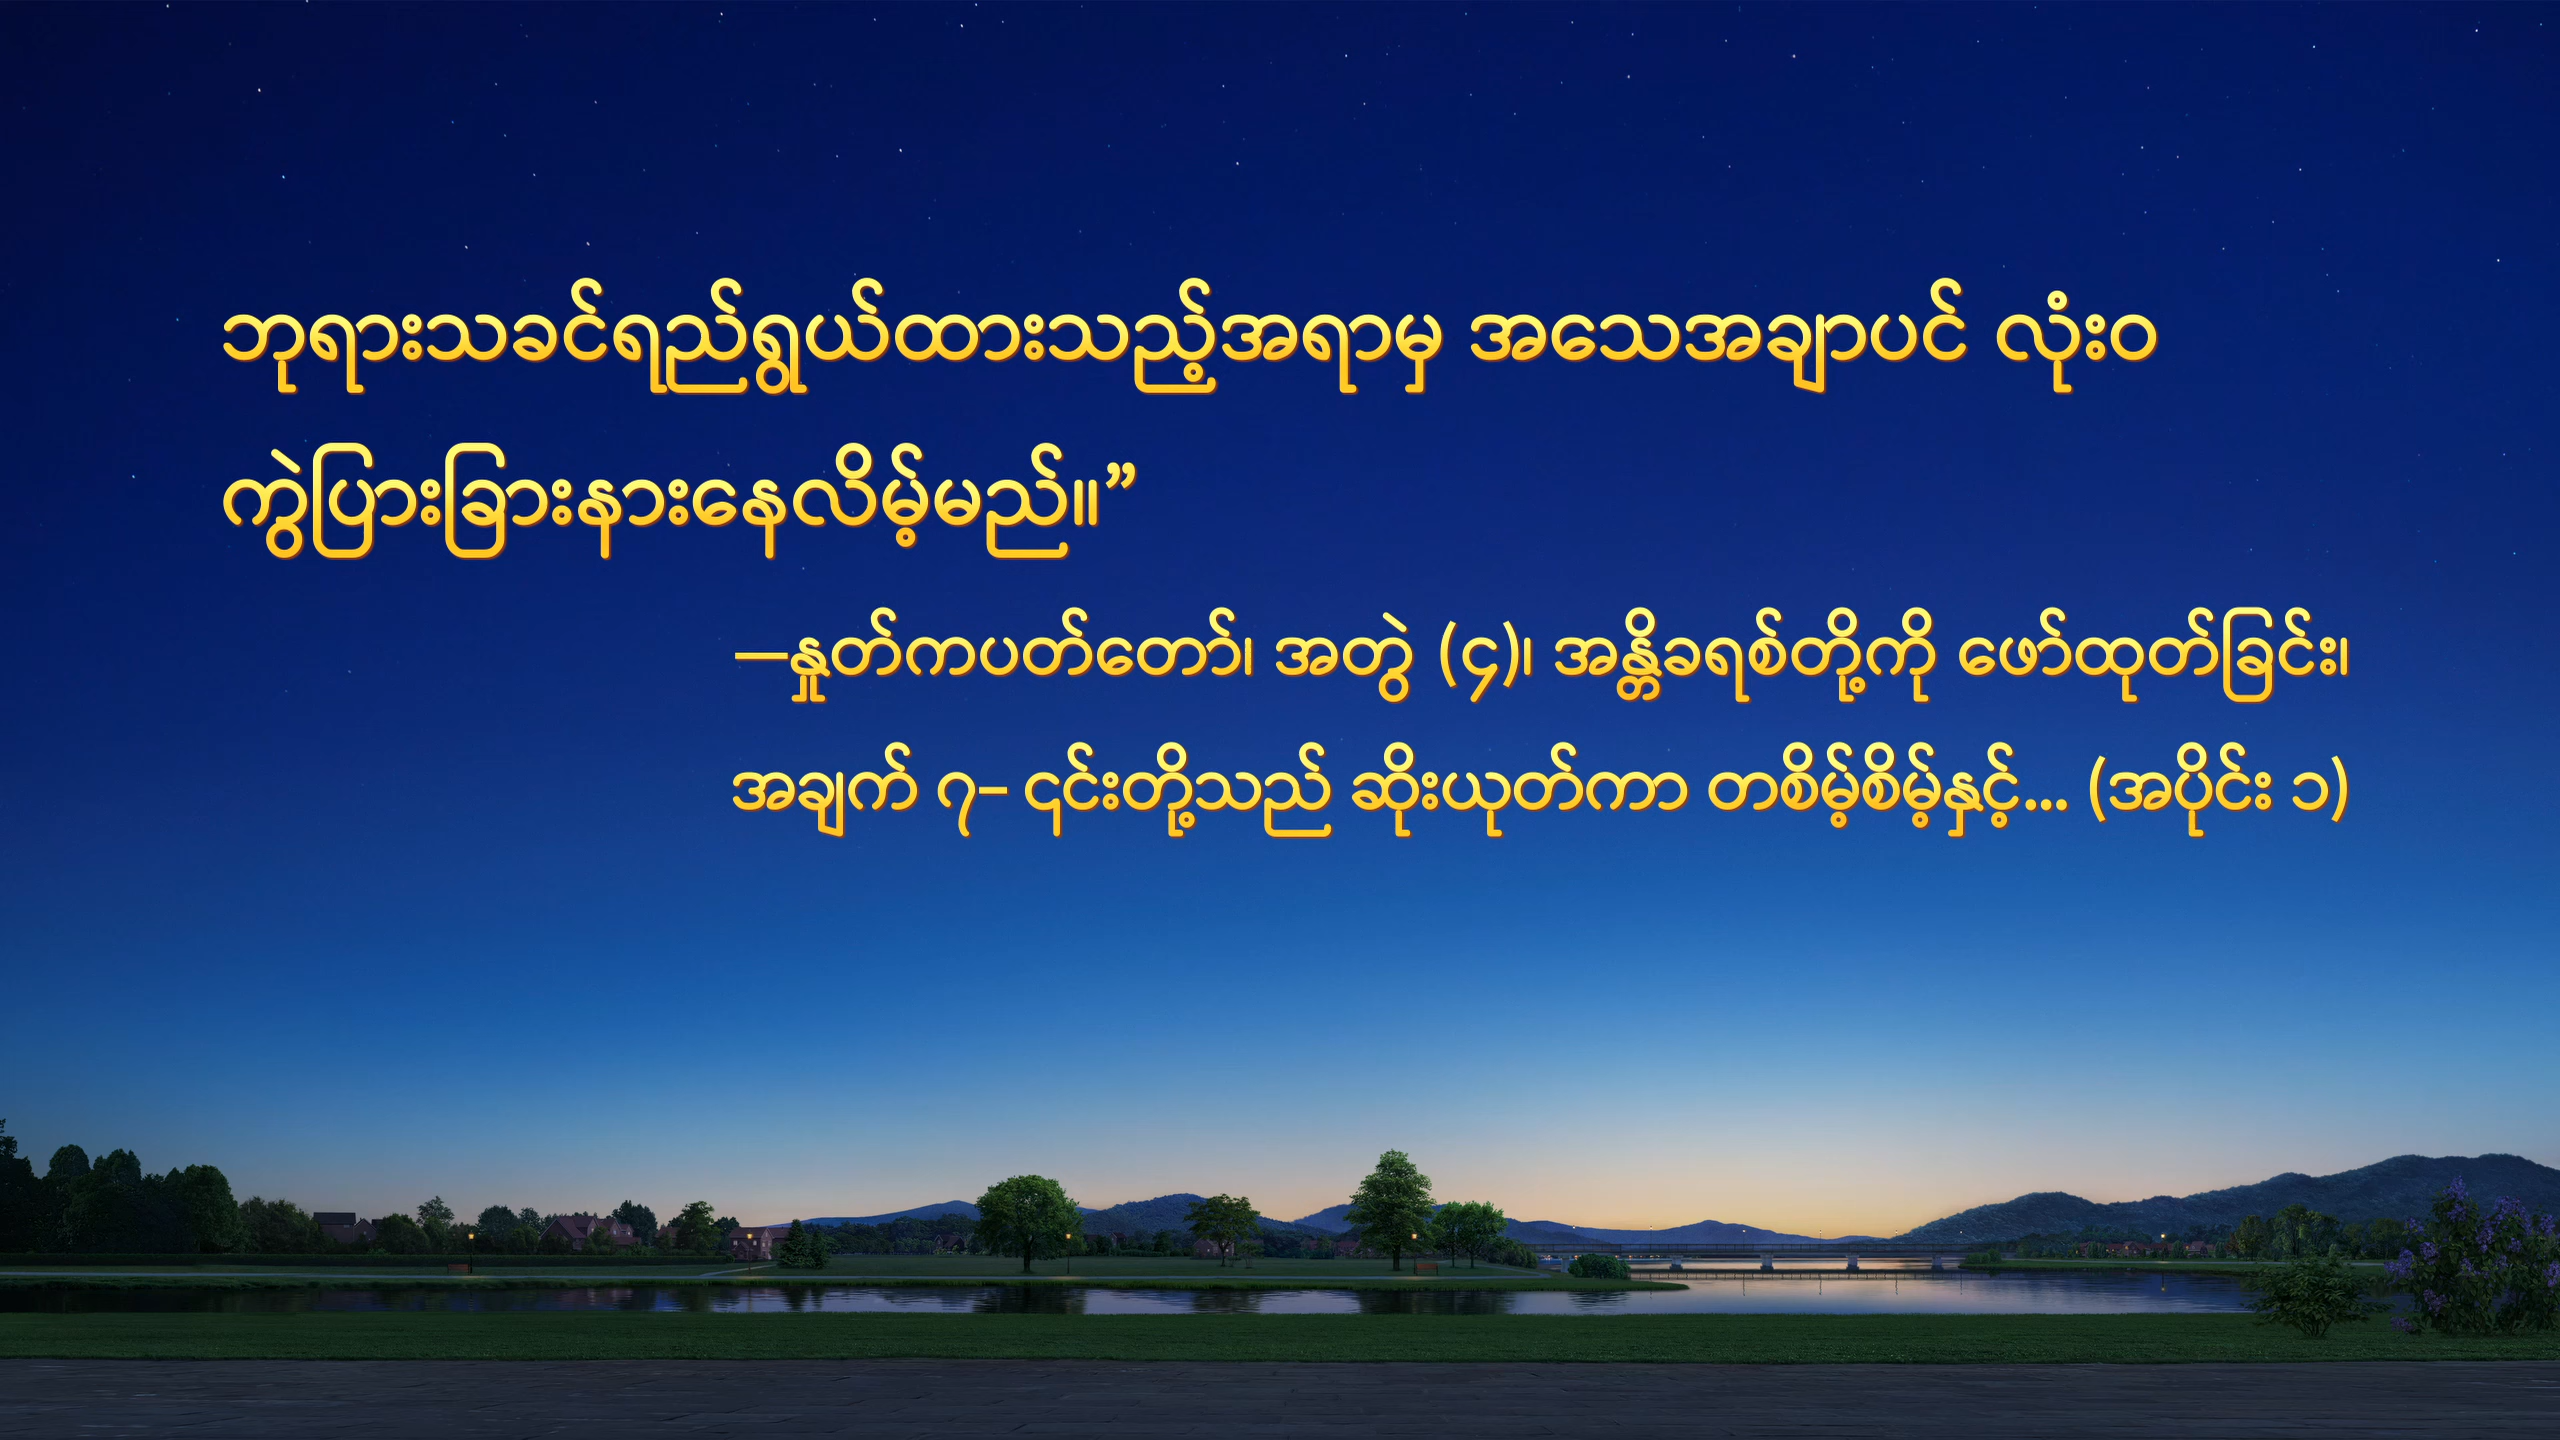 ဘုရားသခင်ရည်ရွယ်ထားသည့်အရာမှ အသေအချာပင် လုံးဝ
ကွဲပြားခြားနားနေလိမ့်မည်။”
—နှုတ်ကပတ်တော်၊ အတွဲ (၄)၊ အန္တိခရစ်တို့ကို ဖော်ထုတ်ခြင်း၊
အချက် ၇– ၎င်းတို့သည် ဆိုးယုတ်ကာ တစိမ့်စိမ့်နှင့်... (အပိုင်း ၁)